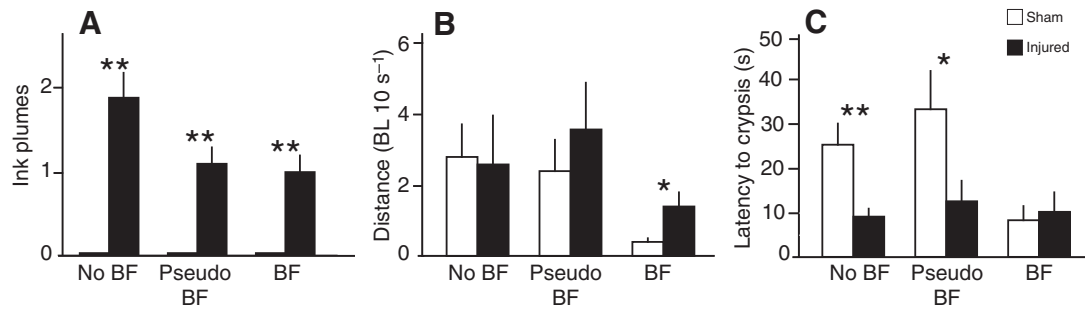 A
Ink plumes
2
1
0
**
**
**
No BF
Pseudo
BF
BF
B
Distance (BL 10 s⁻¹)
6
4
2
0
*
No BF
Pseudo
BF
BF
C
Sham
Injured
Latency to crypsis (s)
50
40
30
20
10
0
**
*
No BF
Pseudo
BF
BF